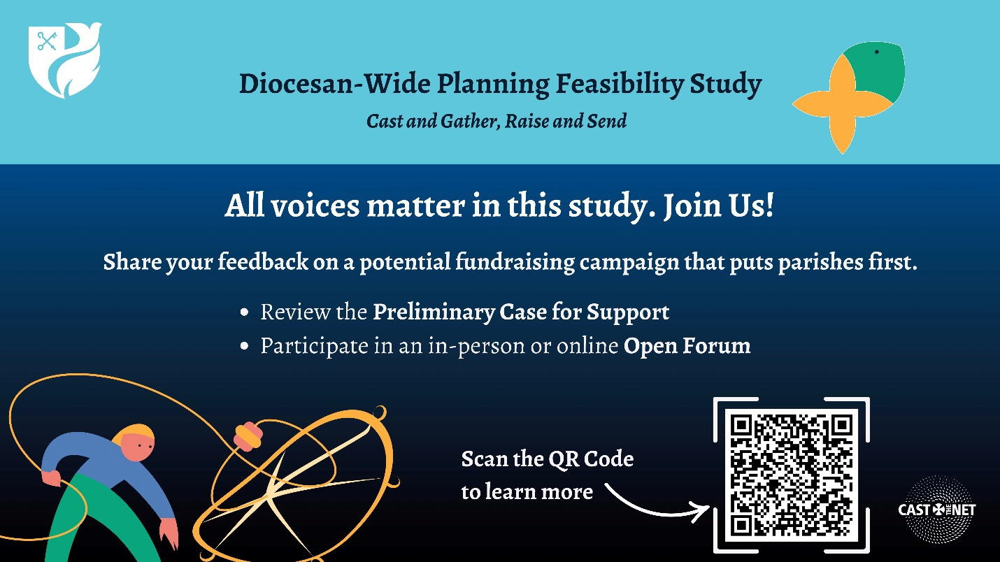 Diocesan-Wide Planning Feasibility Study
Cast and Gather, Raise and Send
All voices matter in this study. Join Us!
Share your feedback on a potential fundraising campaign that puts parishes first.
• Review the Preliminary Case for Support
• Participate in an in-person or online Open Forum
Scan the QR Code
to learn more
CAST THE NET